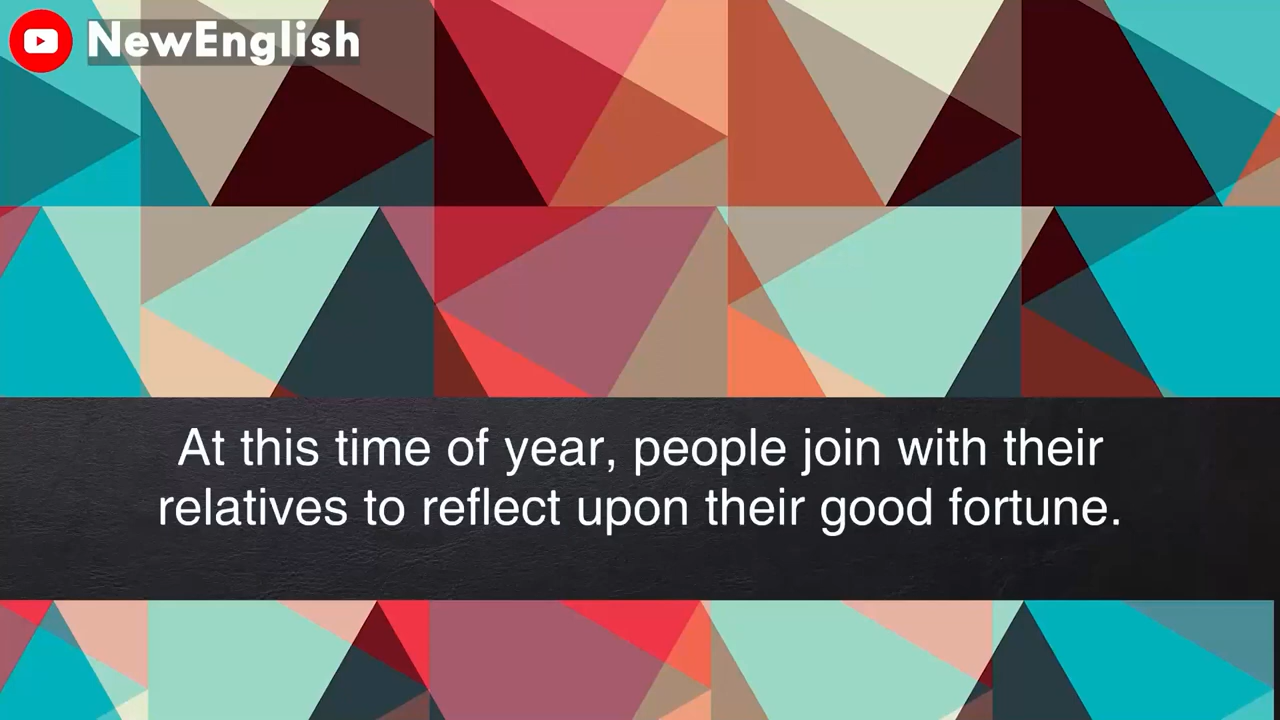 NewEnglish
At this time of year, people join with their
relatives to reflect upon their good fortune.